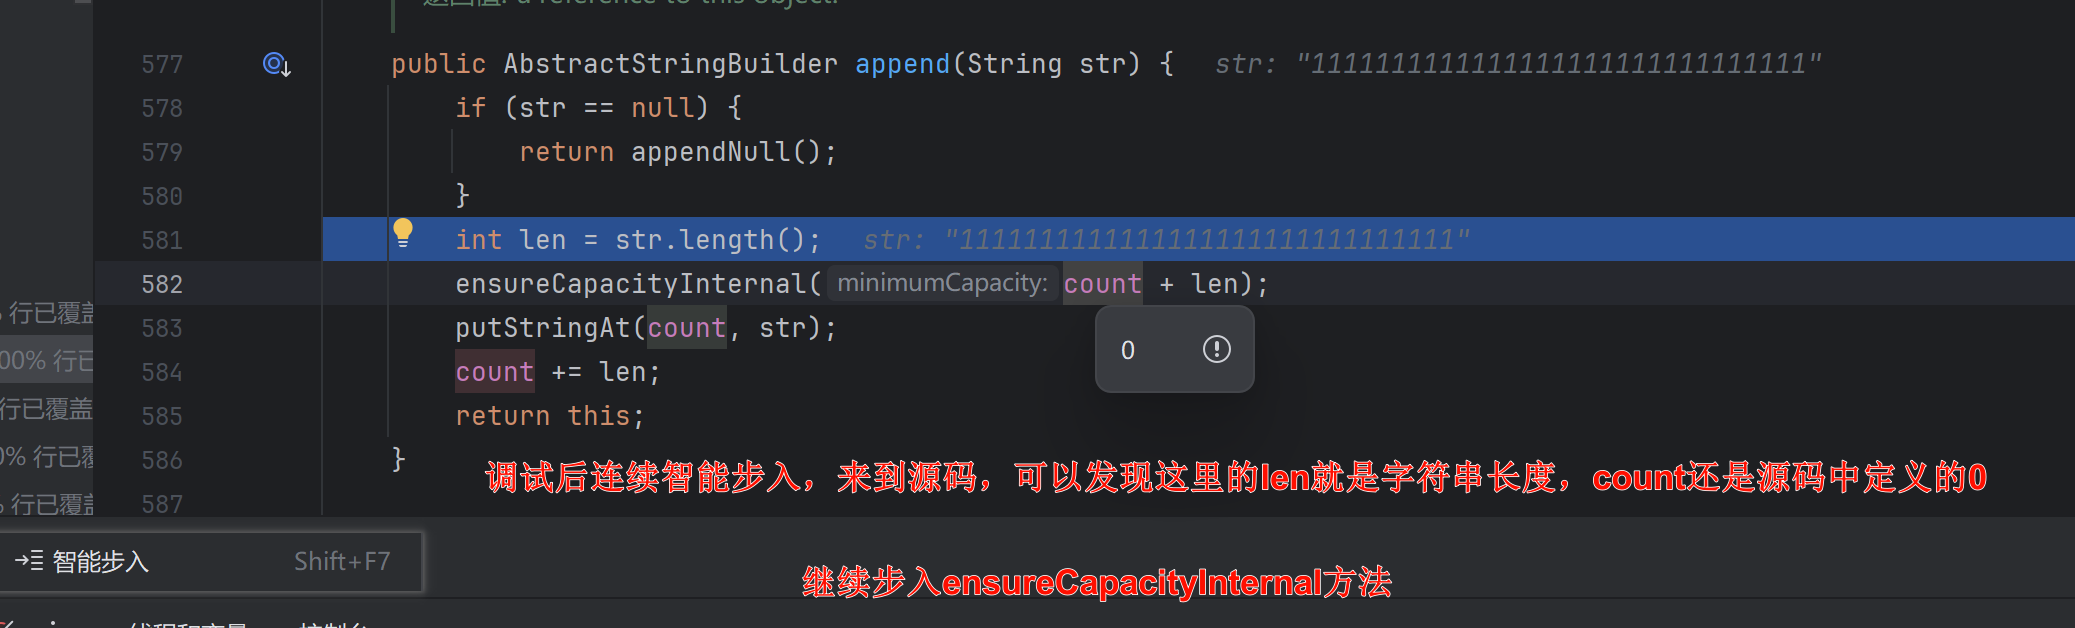 a reference to this object.
577 public AbstractStringBuilder append(String str) { str: "1111111111111111111111111111111"
578 if (str == null) {
579 return appendNull();
580 }
581 int len = str.length(); str: "1111111111111111111111111111111"
582 ensureCapacityInternal( minimumCapacity: count + len);
583 putStringAt(count, str);
584 count += len;
585 return this;
586 }
587
行已覆盖
00% 行已
行已覆盖
0% 行已覆
% 行已覆盖
0
调试后连续智能步入，来到源码，可以发现这里的len就是字符串长度，count还是源码中定义的0
智能步入 Shift+F7
继续步入ensureCapacityInternal方法